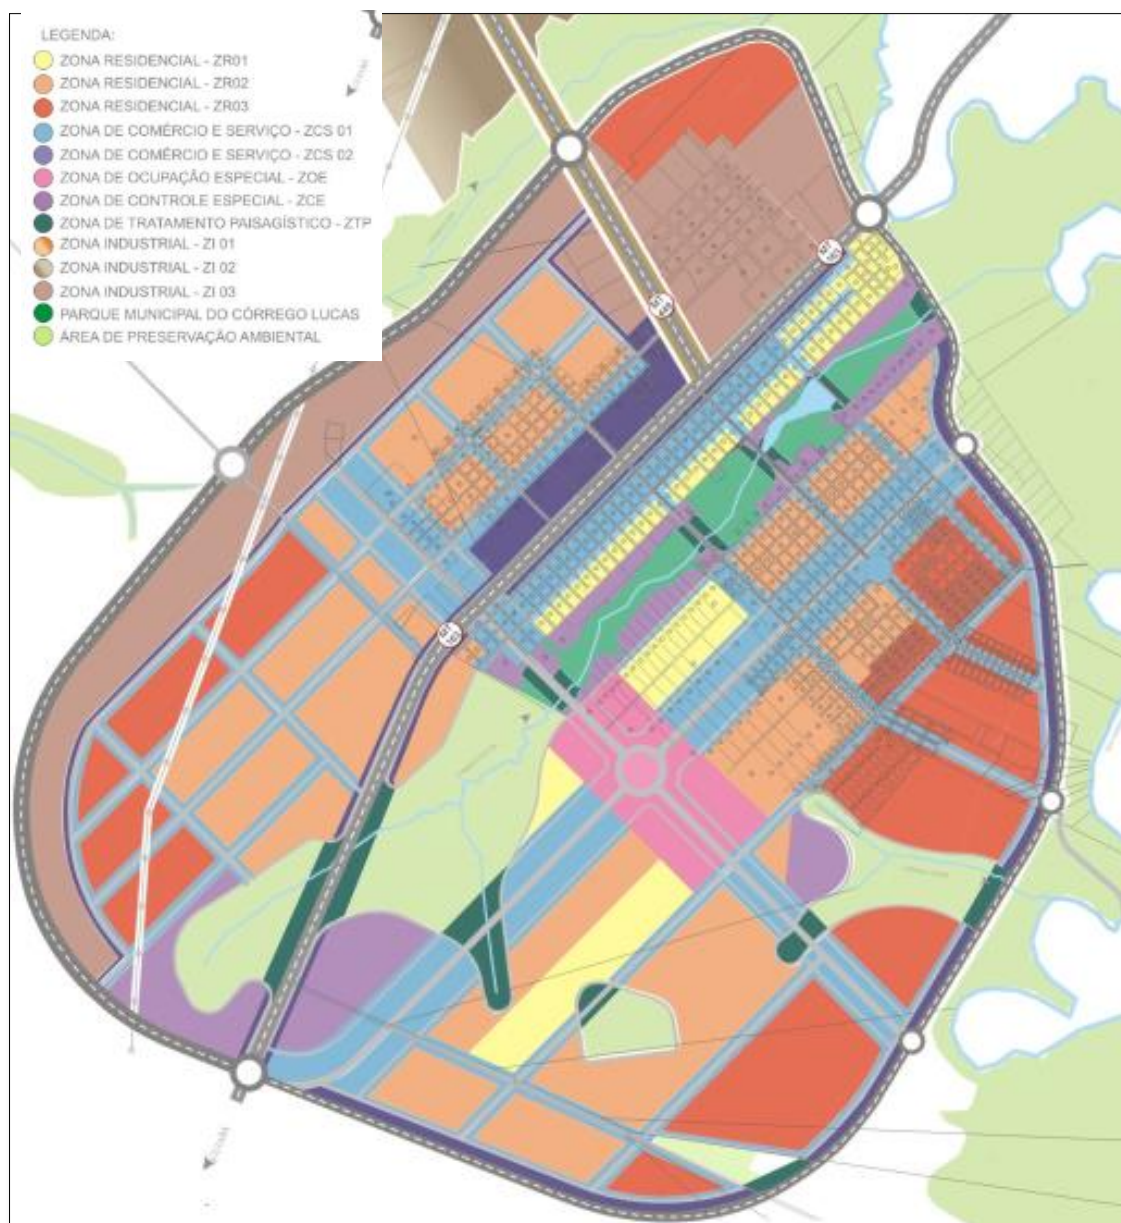 LEGENDA:
ZONA RESIDENCIAL - ZR01
ZONA RESIDENCIAL - ZR02
ZONA RESIDENCIAL - ZR03
ZONA DE COMÉRCIO E SERVIÇO - ZCS 01
ZONA DE COMÉRCIO E SERVIÇO - ZCS 02
ZONA DE OCUPAÇÃO ESPECIAL - ZOE
ZONA DE CONTROLE ESPECIAL - ZCE
ZONA DE TRATAMENTO PAISAGÍSTICO - ZTP
ZONA INDUSTRIAL - ZI 01
ZONA INDUSTRIAL - ZI 02
ZONA INDUSTRIAL - ZI 03
PARQUE MUNICIPAL DO CÓRREGO LUCAS
ÁREA DE PRESERVAÇÃO AMBIENTAL